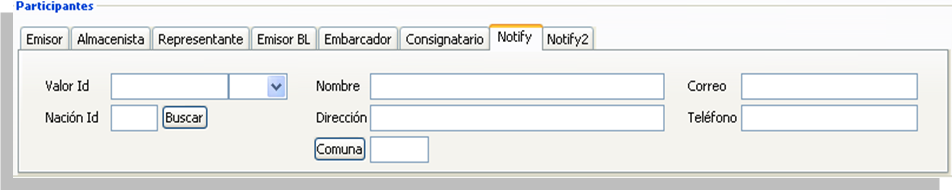 Participantes
Emisor Almacenista Representante Emisor BL Embarcador Consignatario Notify Notify2
Valor Id Nombre Correo
Nación Id Buscar Dirección Teléfono
Comuna